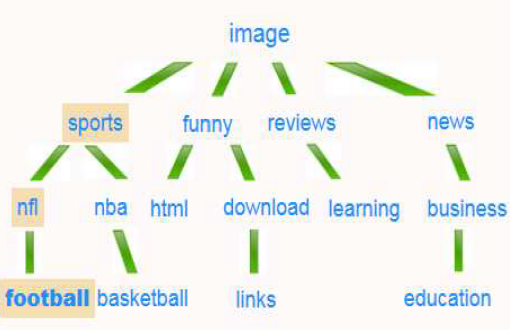 image
sports funny reviews news
nfl nba html download learning business
football basketball links education